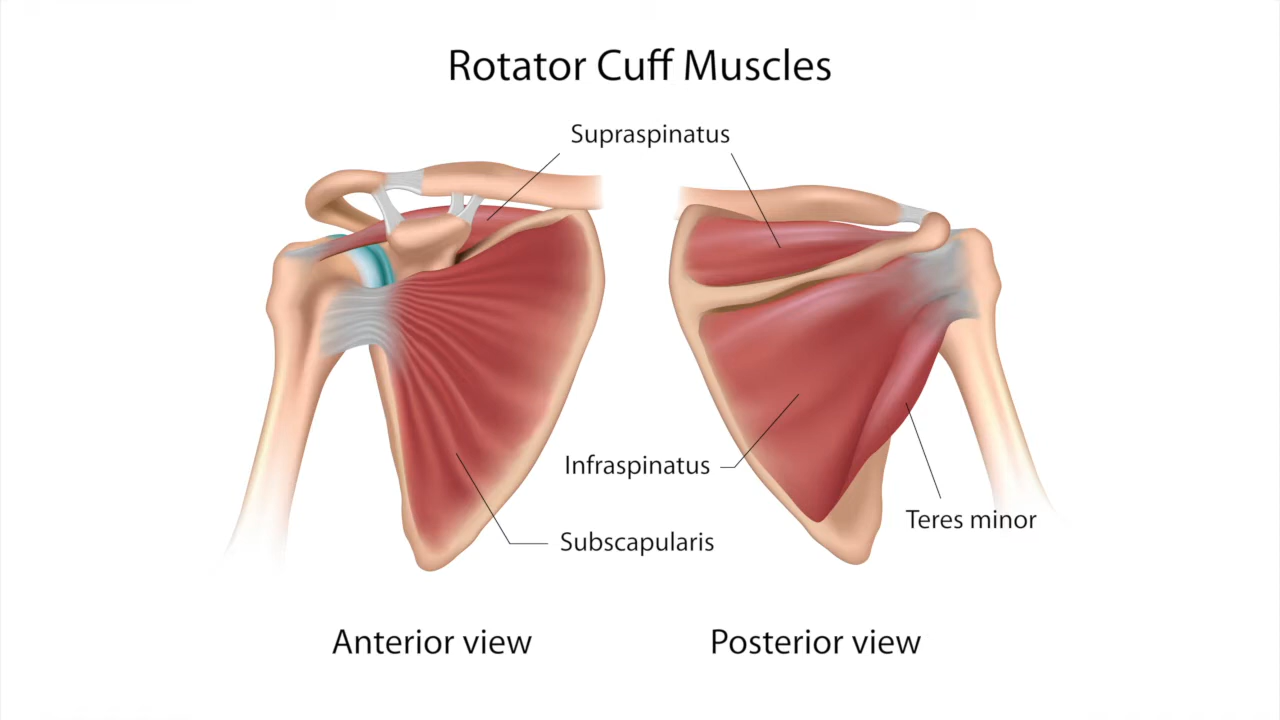 Rotator Cuff Muscles
Supraspinatus
Infraspinatus
Teres minor
Subscapularis
Anterior view
Posterior view